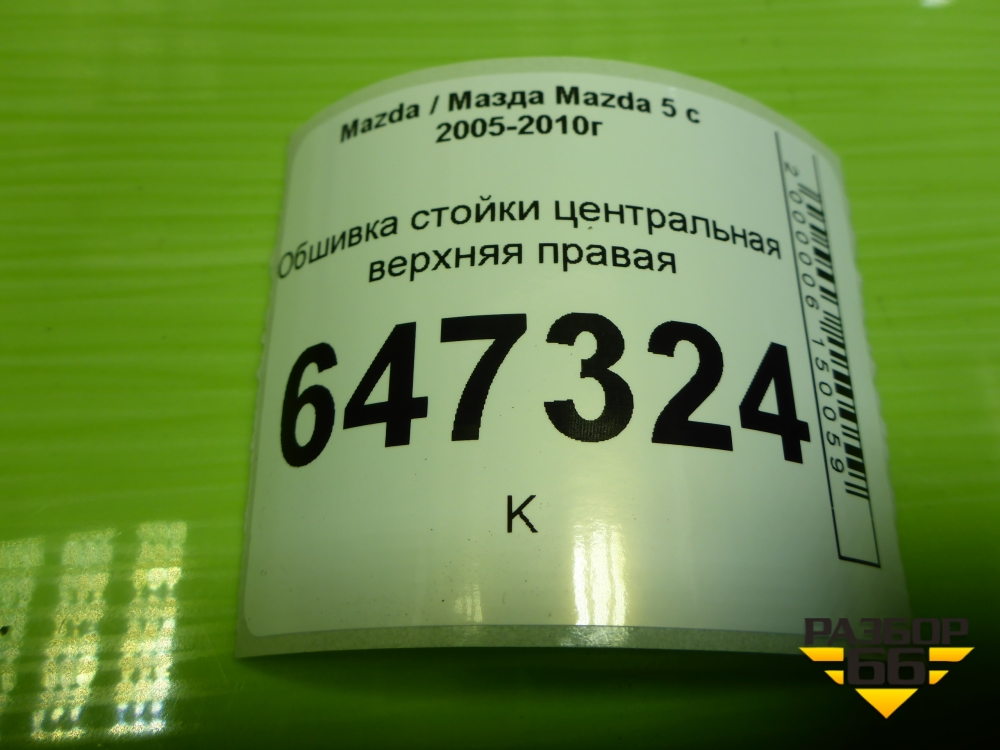 Mazda / Мазда Mazda 5 с
2005-2010г
Обшивка стойки центральная
верхняя правая
647324
К
2000006150059
РАЗБОР
66